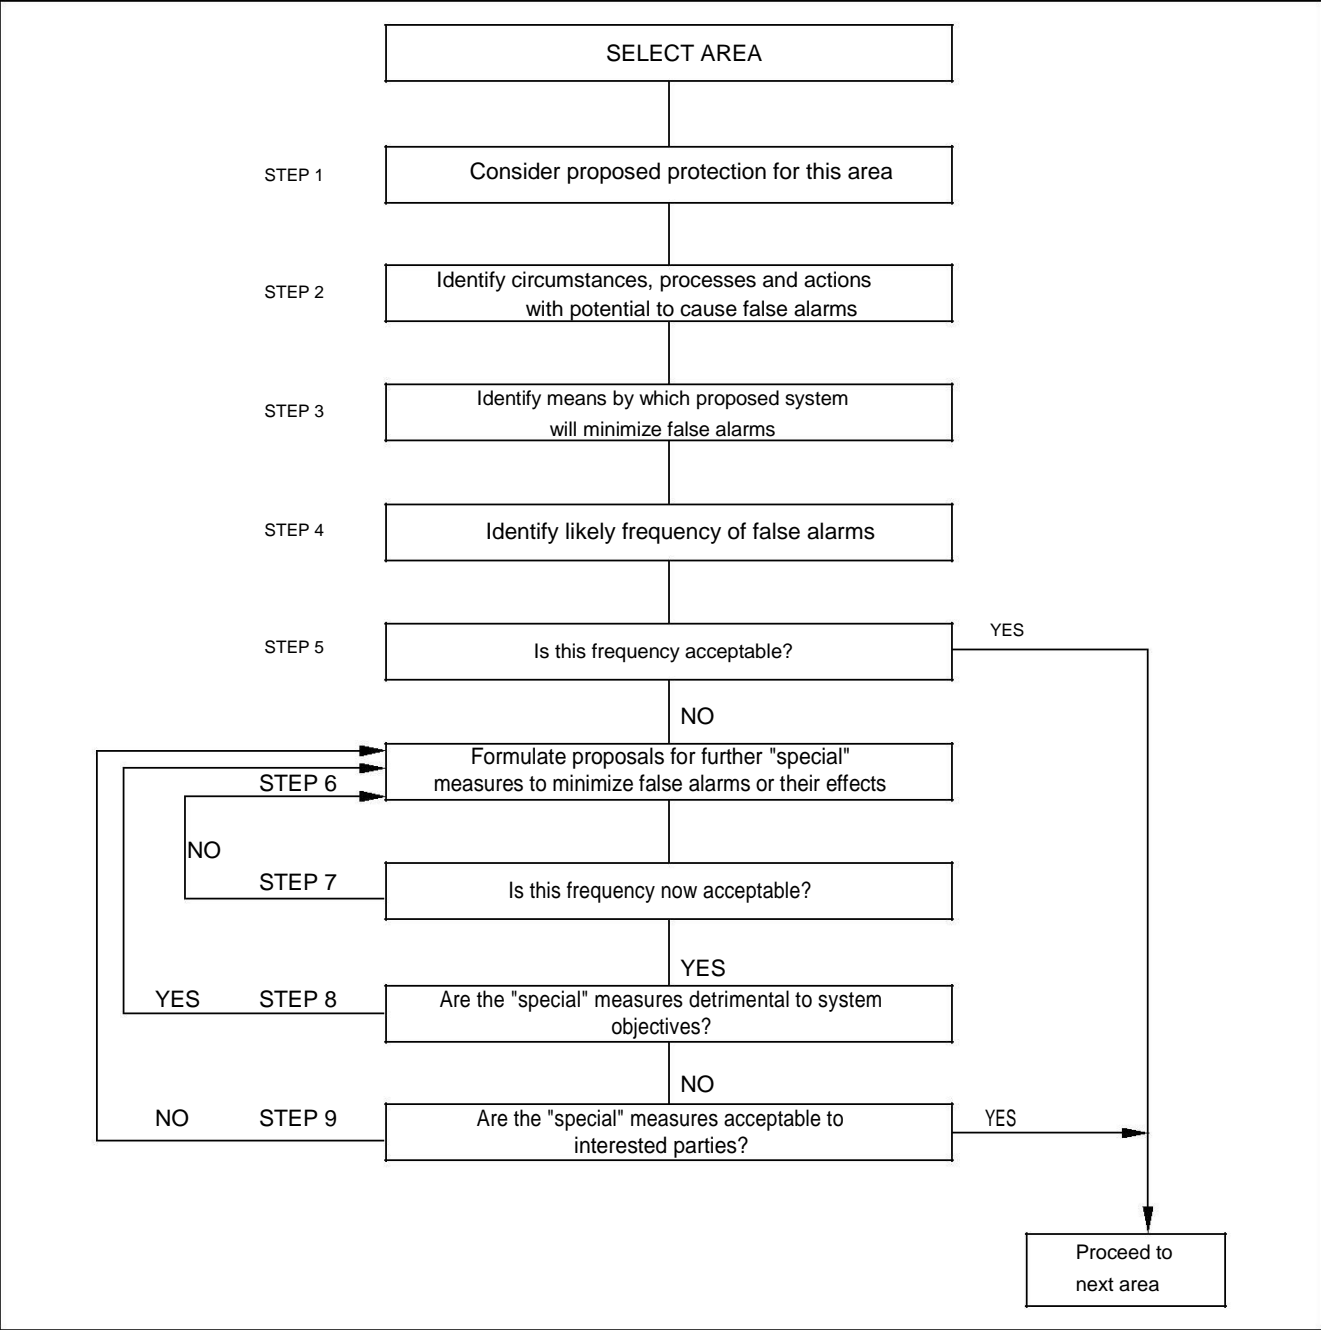 SELECT AREA
STEP 1
Consider proposed protection for this area
STEP 2
Identify circumstances, processes and actions
with potential to cause false alarms
STEP 3
Identify means by which proposed system
will minimize false alarms
STEP 4
Identify likely frequency of false alarms
STEP 5
Is this frequency acceptable?
YES
NO
STEP 6
Formulate proposals for further "special"
measures to minimize false alarms or their effects
NO
STEP 7
Is this frequency now acceptable?
YES
YES
STEP 8
Are the "special" measures detrimental to system
objectives?
NO
NO
STEP 9
Are the "special" measures acceptable to
interested parties?
YES
Proceed to
next area